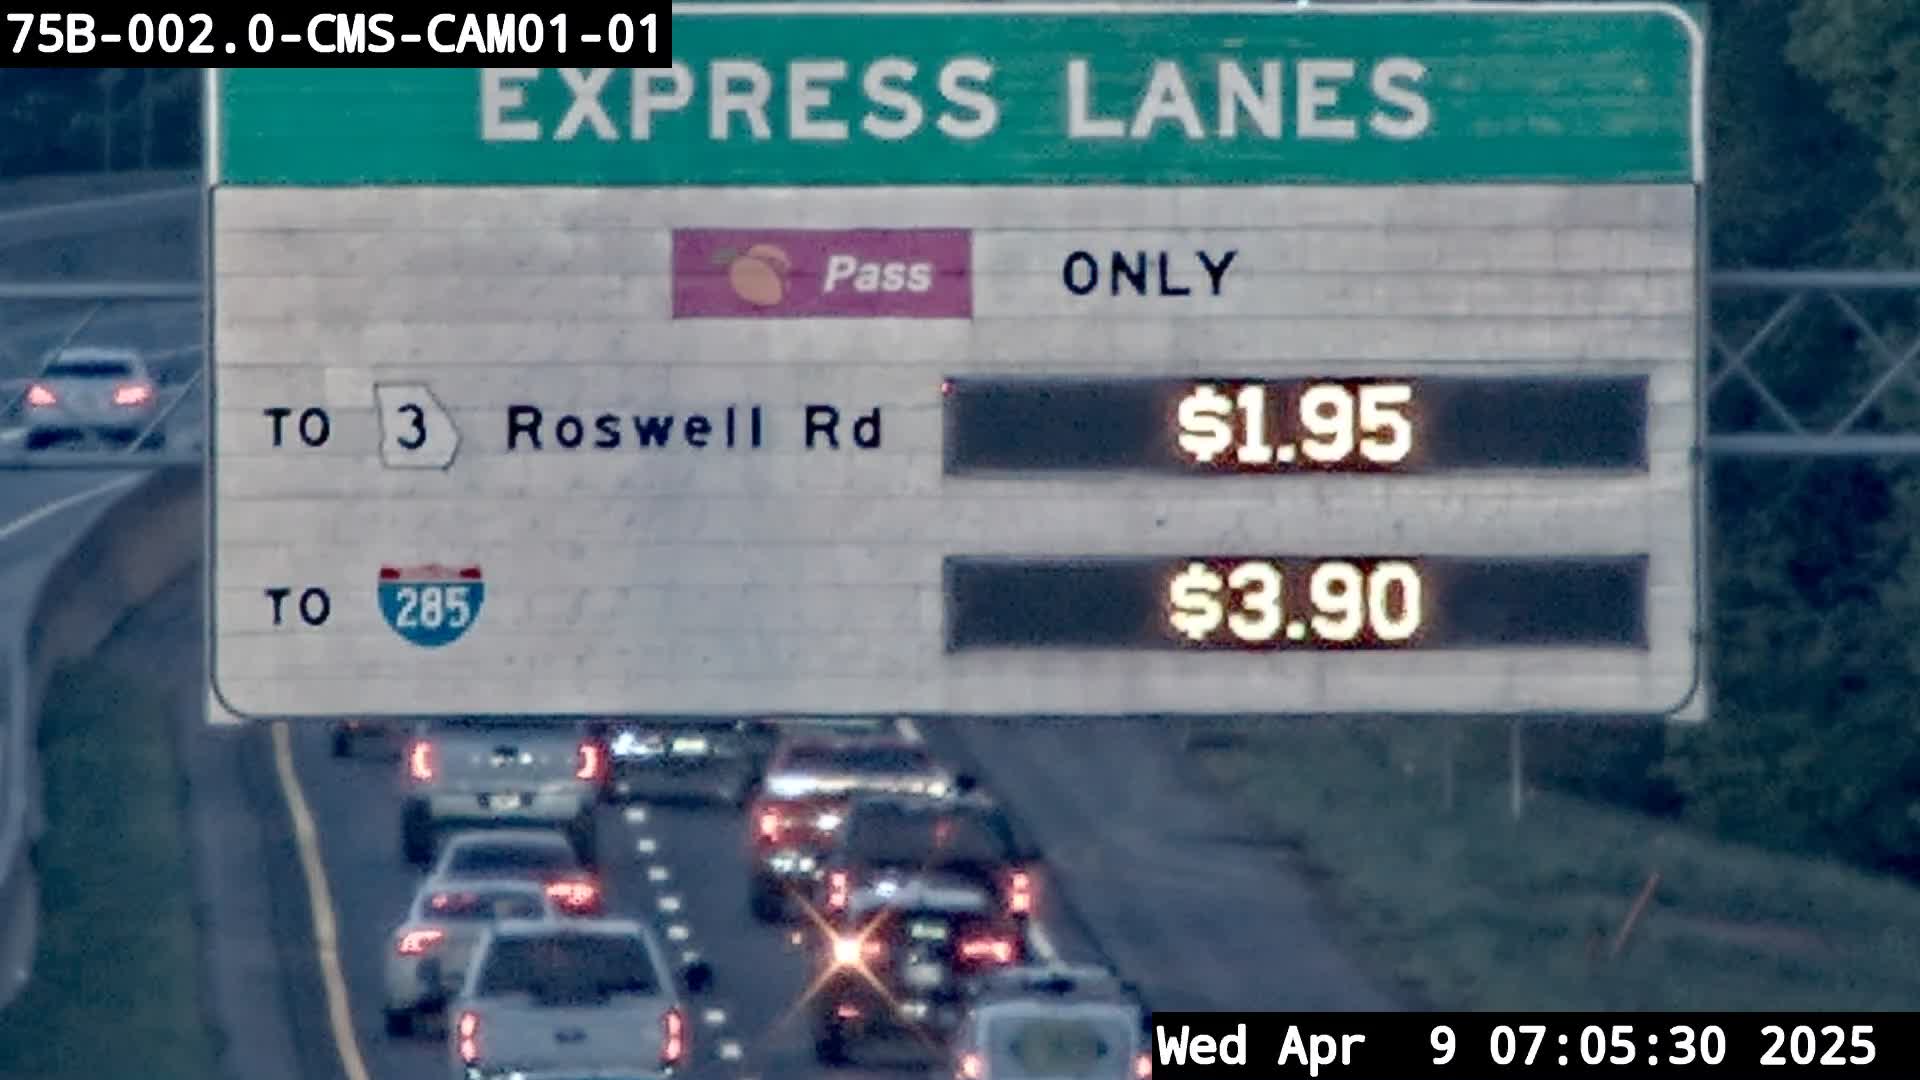 75B-002.0-CMS-CAM01-01
EXPRESS LANES
Pass ONLY
TO 3 Roswell Rd $1.95
TO 285 $3.90
Wed Apr 9 07:05:30 2025